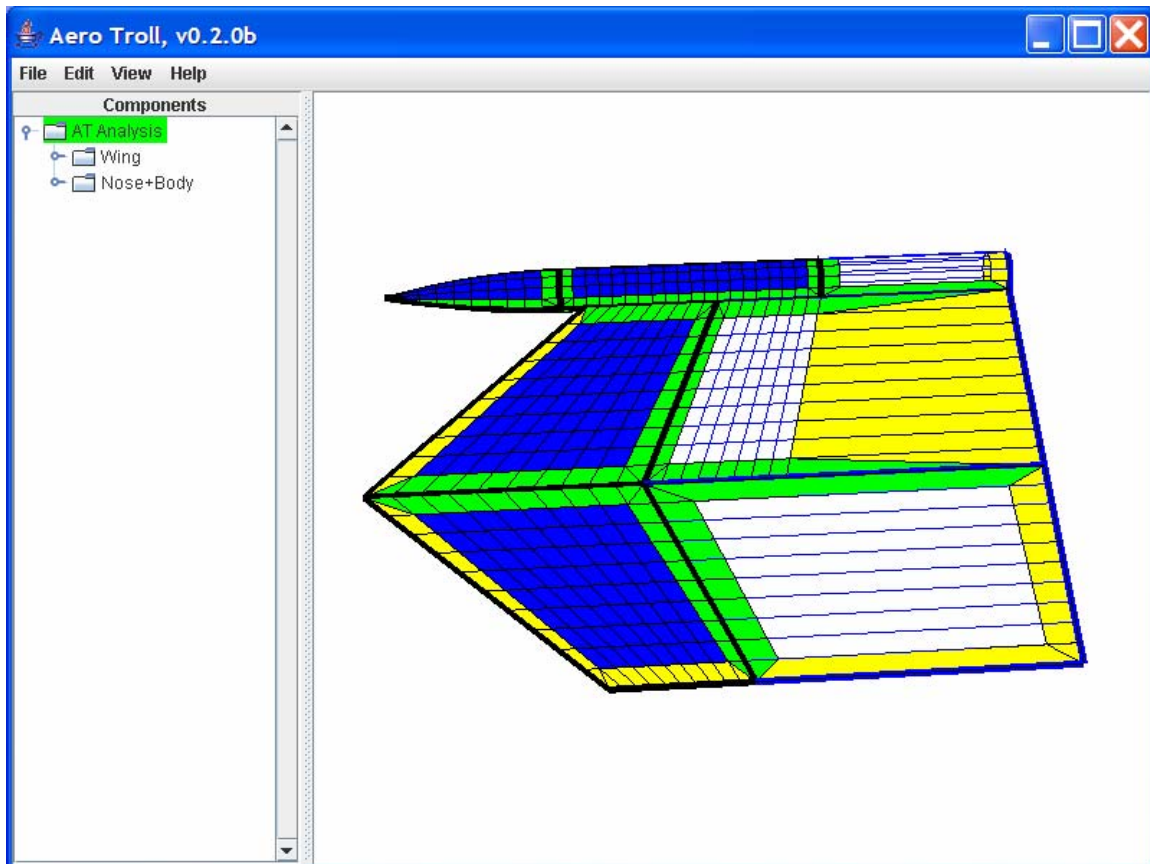 Aero Troll, v0.2.0b
File Edit View Help
Components
AT Analysis
Wing
Nose+Body